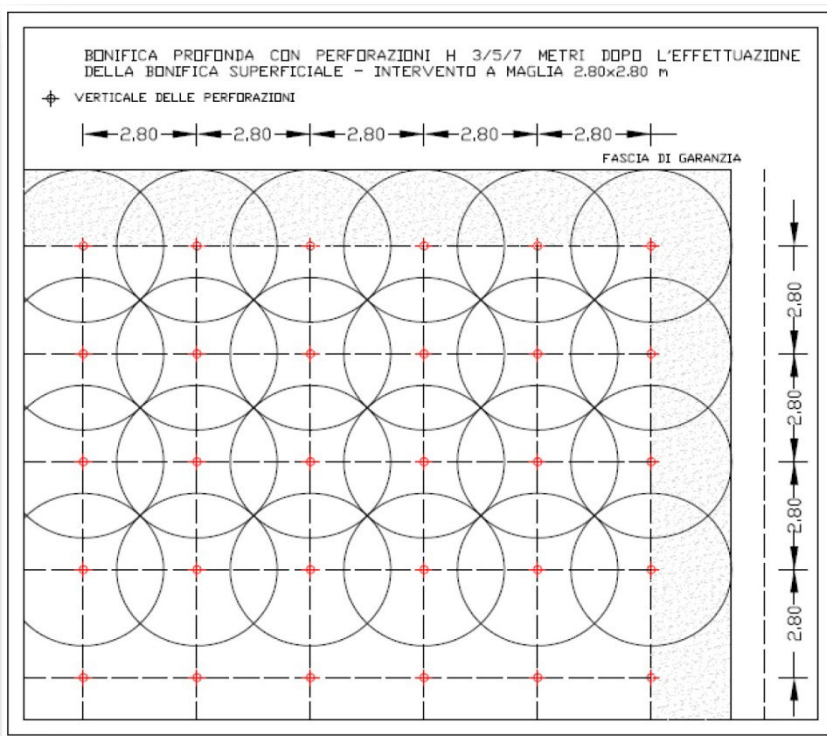 BONIFICA PROFONDA CON PERFORAZIONI H 3/5/7 METRI DOPO L'EFFETTUAZIONE
DELLA BONIFICA SUPERFICIALE - INTERVENTO A MAGLIA 2.80x2.80 m
VERTICALE DELLE PERFORAZIONI
2.80 2.80 2.80 2.80 2.80
FASCIA DI GARANZIA
2.80
2.80
2.80
2.80